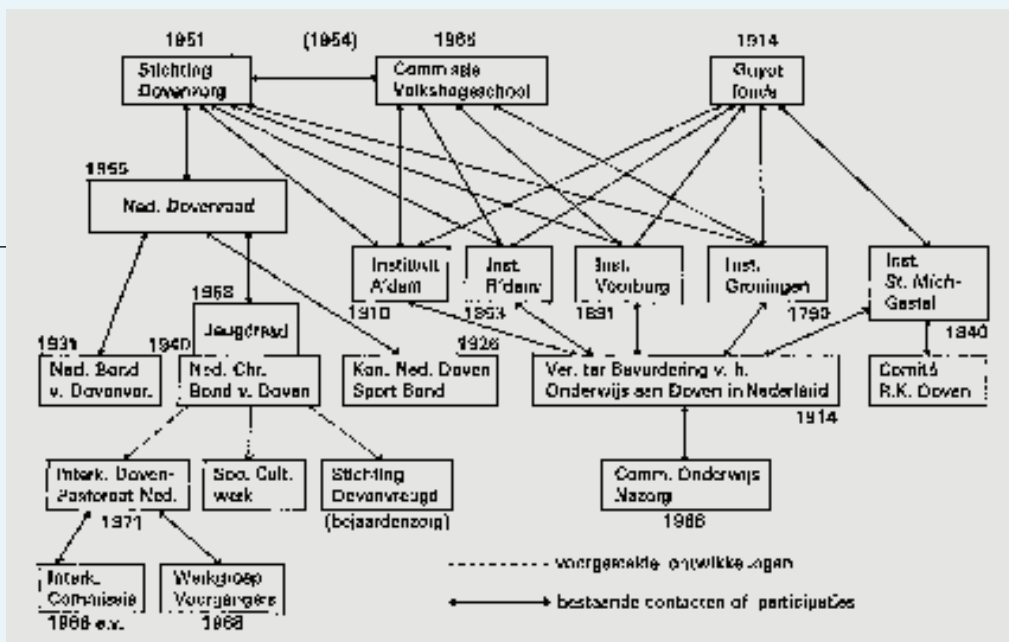 1951
(1954)
1965
1914
Stichting
Dovenzorg
Commissie
Volkshogeschool
Guyot
fonds
1955
Ned. Dovenraad
Instituut
A'dam
Inst.
R'dam
Inst.
Voorburg
Inst.
Groningen
Inst.
St. Mich-
Gestel
1910
1853
1891
1790
1840
1968
Jeugdraad
1931
1940
1926
Ned. Bond
v. Dovenver.
Ned. Chr.
Bond v. Doven
Kon. Ned. Doven
Sport Bond
Ver. ter Bevordering v. h.
Onderwijs aan Doven in Nederland
Comité
R.K. Doven
1914
Interk. Doven-
Pastoraat Ned.
Soc. Cult.
werk
Stichting
Dovenvreugd
Comm. Onderwijs
Nazorg
1971
(bejaardenzorg)
1966
voorgestelde ontwikkelingen
Interk.
Commissie
Werkgroep
Voorgangers
bestaande contacten of participaties
1966 e.v.
1968